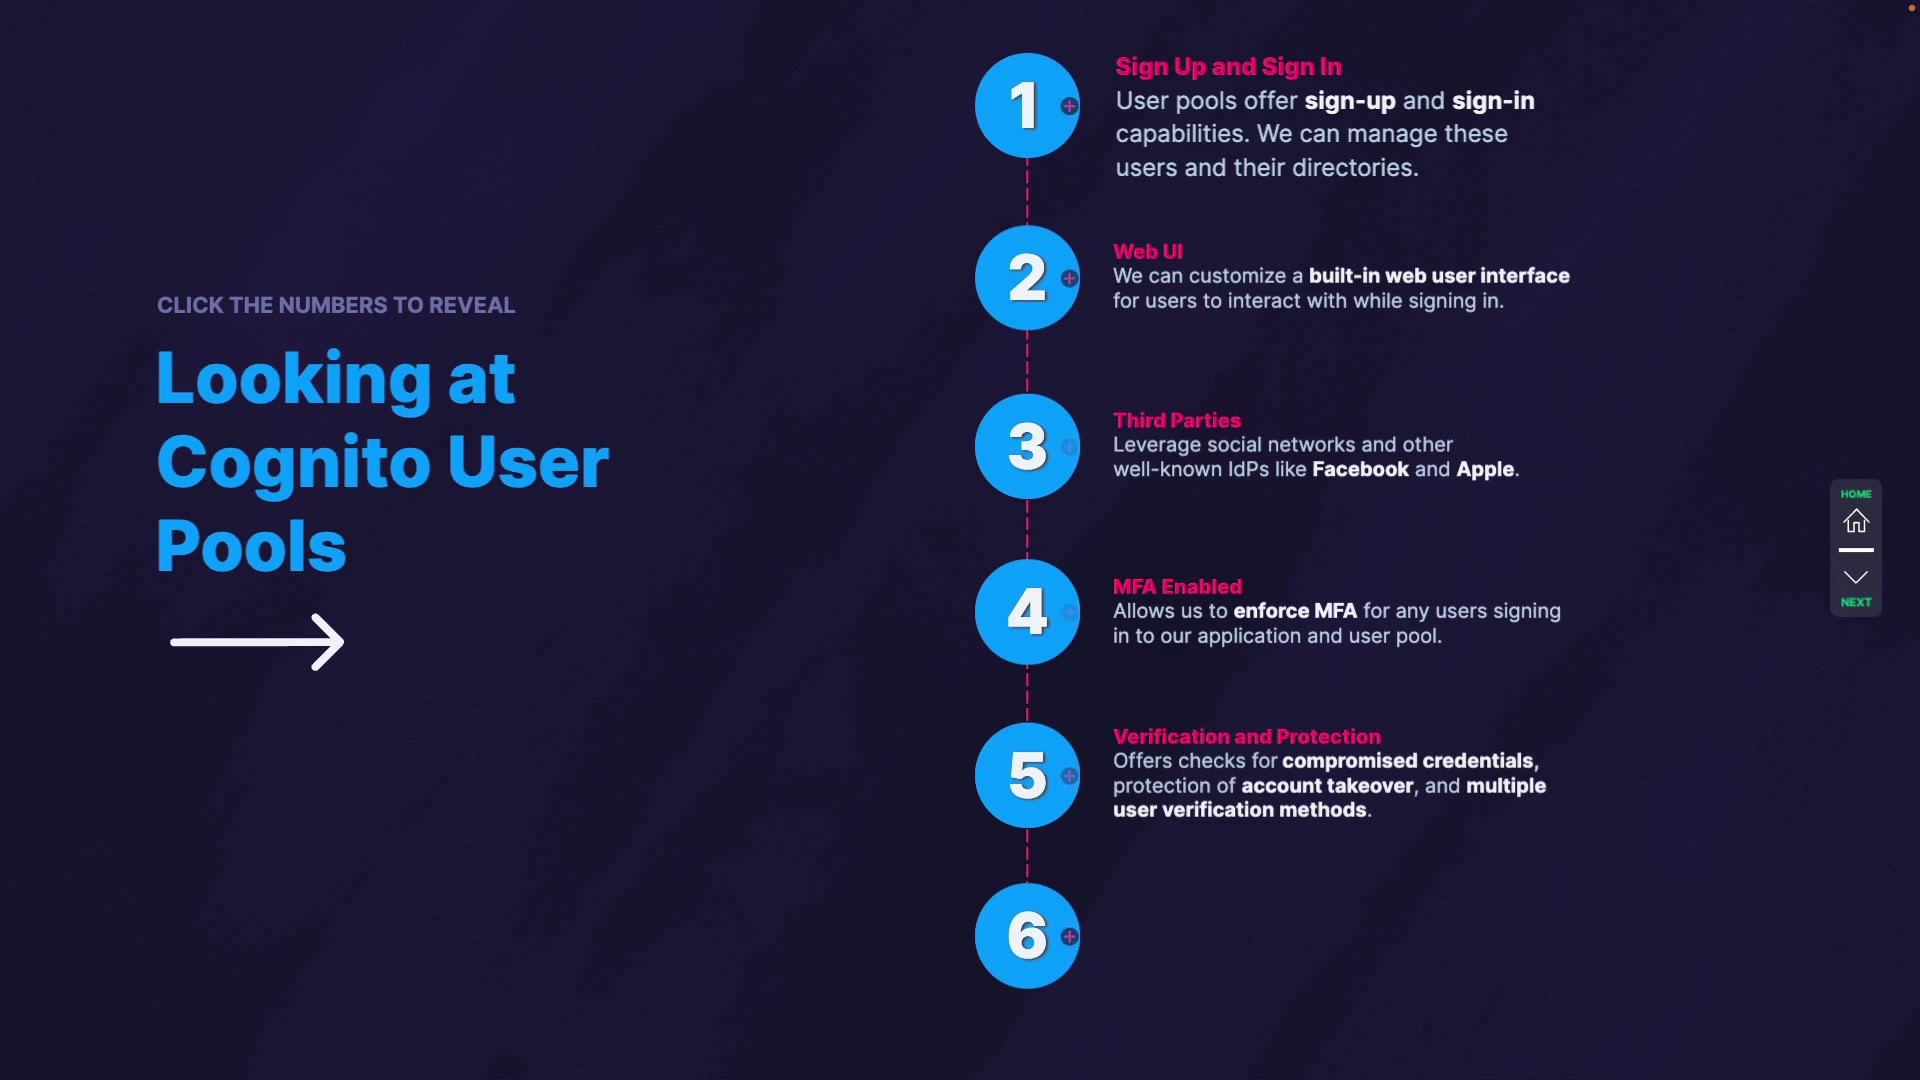 CLICK THE NUMBERS TO REVEAL
Looking at
Cognito User
Pools
1
Sign Up and Sign In
User pools offer sign-up and sign-in
capabilities. We can manage these
users and their directories.
2
Web UI
We can customize a built-in web user interface
for users to interact with while signing in.
3
Third Parties
Leverage social networks and other
well-known IdPs like Facebook and Apple.
4
MFA Enabled
Allows us to enforce MFA for any users signing
in to our application and user pool.
5
Verification and Protection
Offers checks for compromised credentials,
protection of account takeover, and multiple
user verification methods.
6
HOME
NEXT